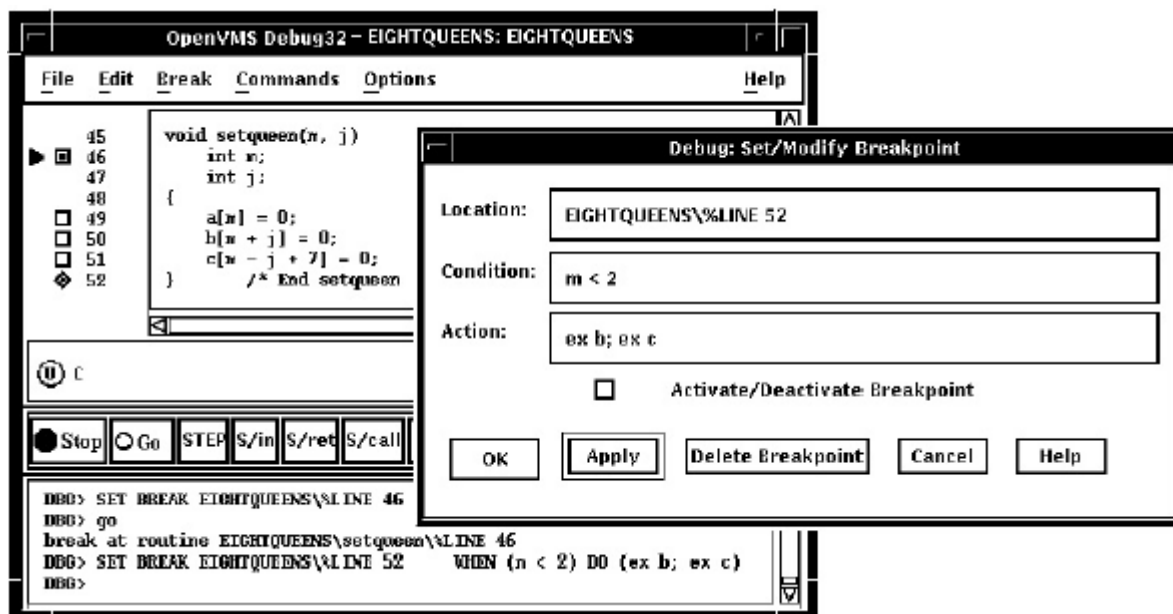 OpenVMS Debug32 – EIGHTQUEENS: EIGHTQUEENS
File Edit Break Commands Options Help
45 void setqueen(m, j)
46 int m;
47 int j;
48 {
49 a[m] = 0;
50 b[m + j] = 0;
51 c[m - j + 7] = 0;
52 } /* End setqueen
C
Stop Go STEP S/in S/ret S/call
DBG> SET BREAK EIGHTQUEENS\%LINE 46
DBG> go
break at routine EIGHTQUEENS\setqueen\%LINE 46
DBG> SET BREAK EIGHTQUEENS\%LINE 52 WHEN (m < 2) DO (ex b; ex c)
DBG>
Debug: Set/Modify Breakpoint
Location: EIGHTQUEENS\%LINE 52
Condition: m < 2
Action: ex b; ex c
Activate/Deactivate Breakpoint
OK Apply Delete Breakpoint Cancel Help